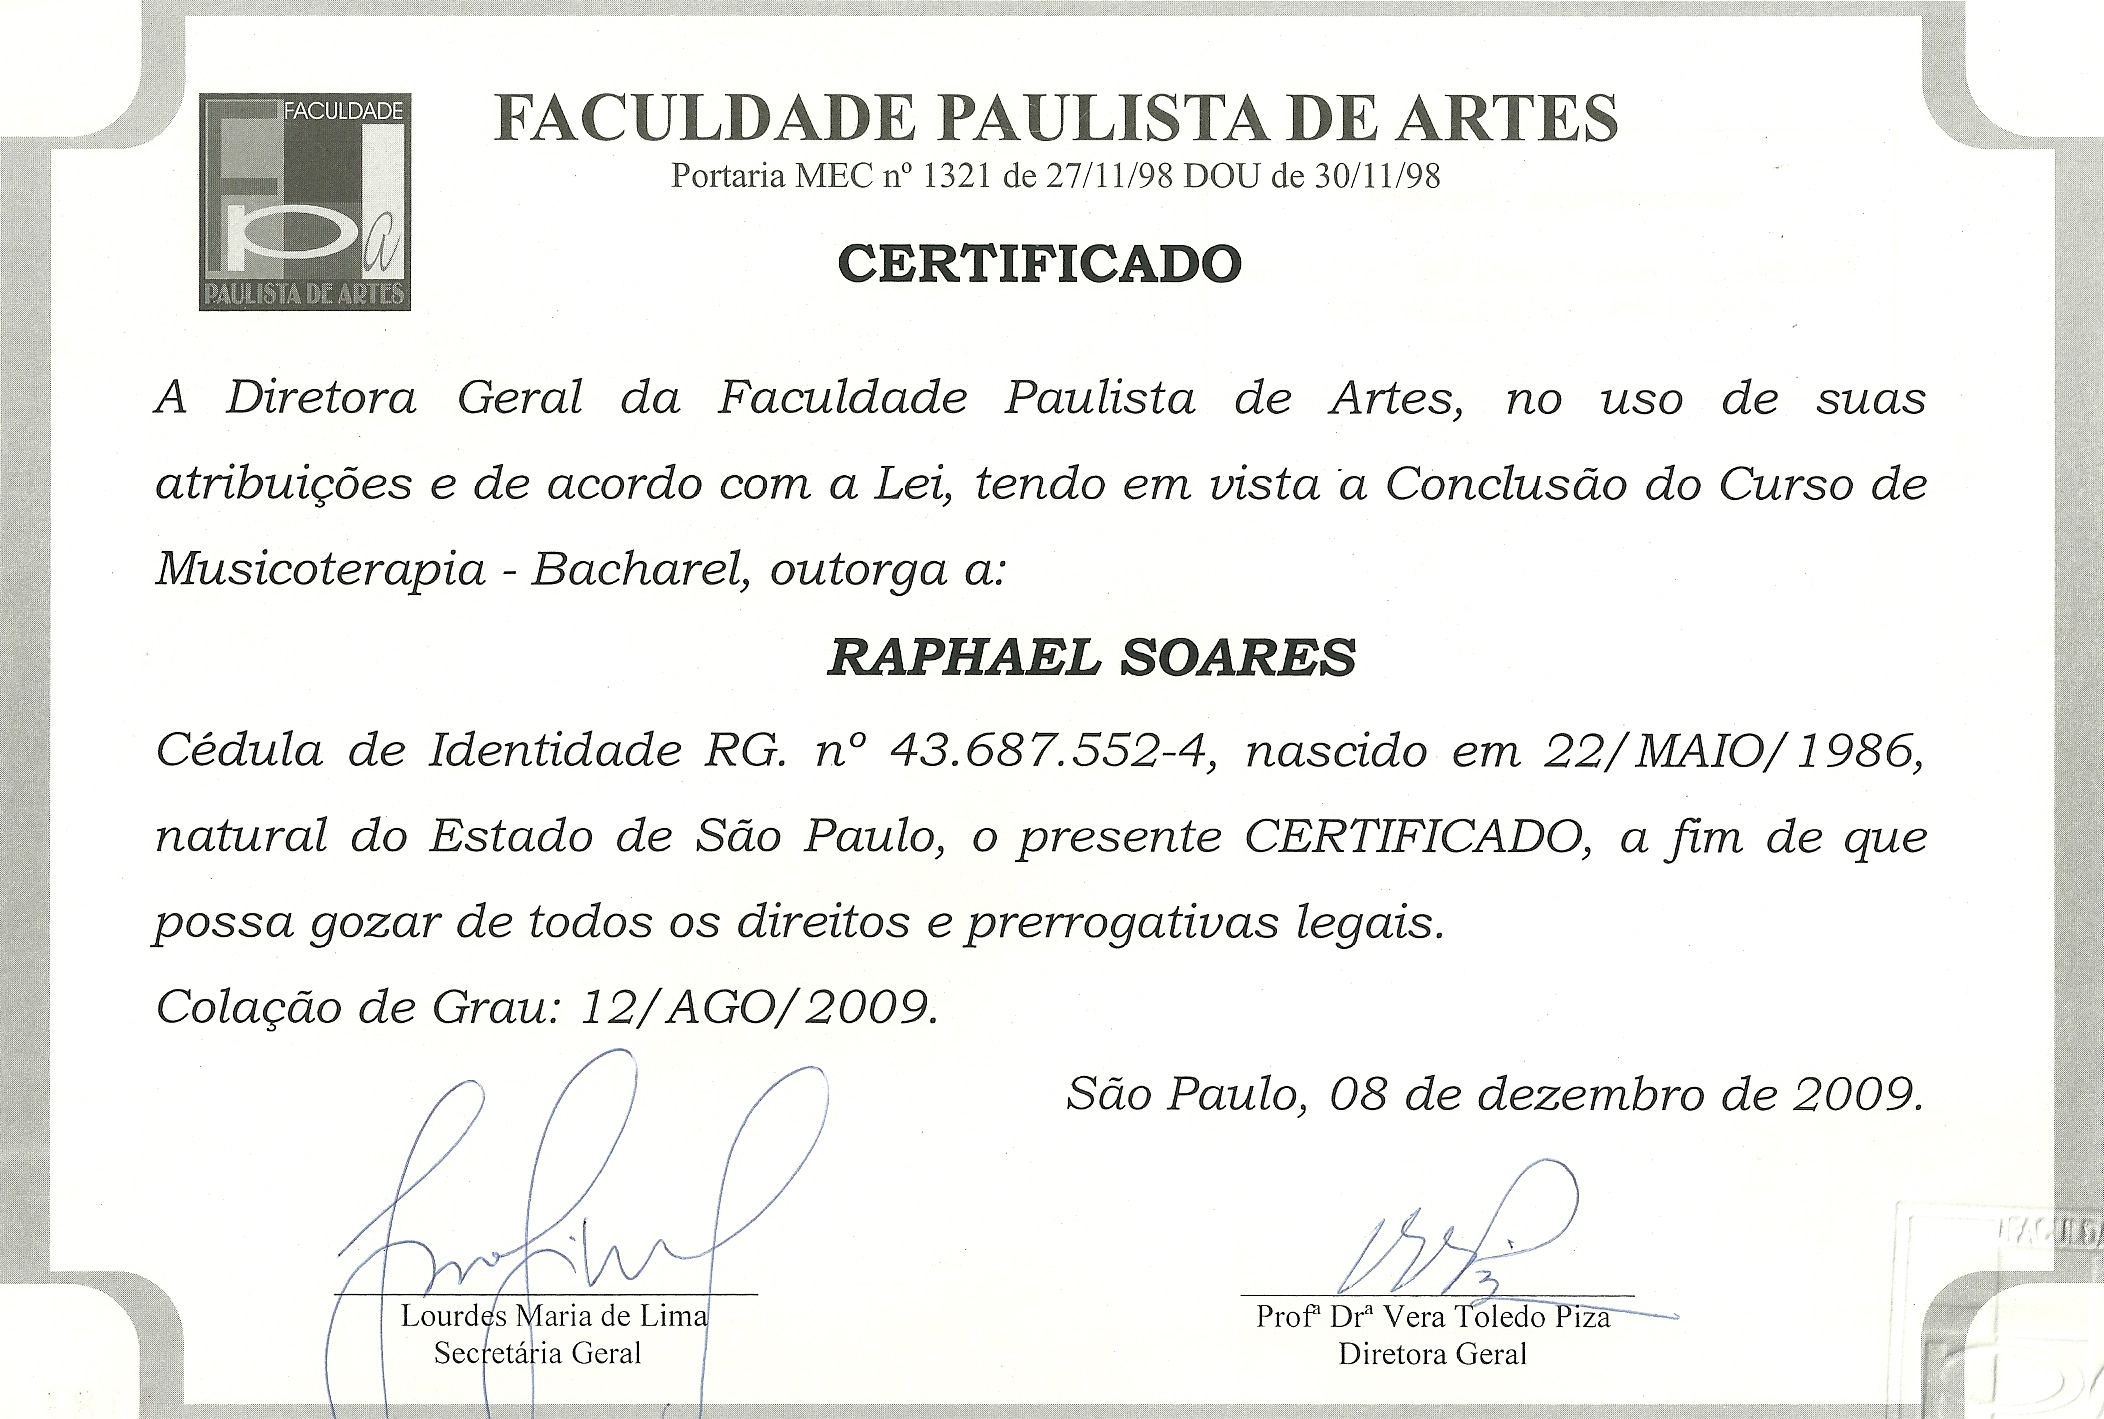 FACULDADE
PAULISTA DE ARTES
FACULDADE PAULISTA DE ARTES
Portaria MEC nº 1321 de 27/11/98 DOU de 30/11/98
CERTIFICADO
A Diretora Geral da Faculdade Paulista de Artes, no uso de suas
atribuições e de acordo com a Lei, tendo em vista a Conclusão do Curso de
Musicoterapia - Bacharel, outorga a:
RAPHAEL SOARES
Cédula de Identidade RG. nº 43.687.552-4, nascido em 22/MAIO/1986,
natural do Estado de São Paulo, o presente CERTIFICADO, a fim de que
possa gozar de todos os direitos e prerrogativas legais.
Colação de Grau: 12/AGO/2009.
São Paulo, 08 de dezembro de 2009.
Lourdes Maria de Lima
Secretária Geral
Profª Drª Vera Toledo Piza
Diretora Geral